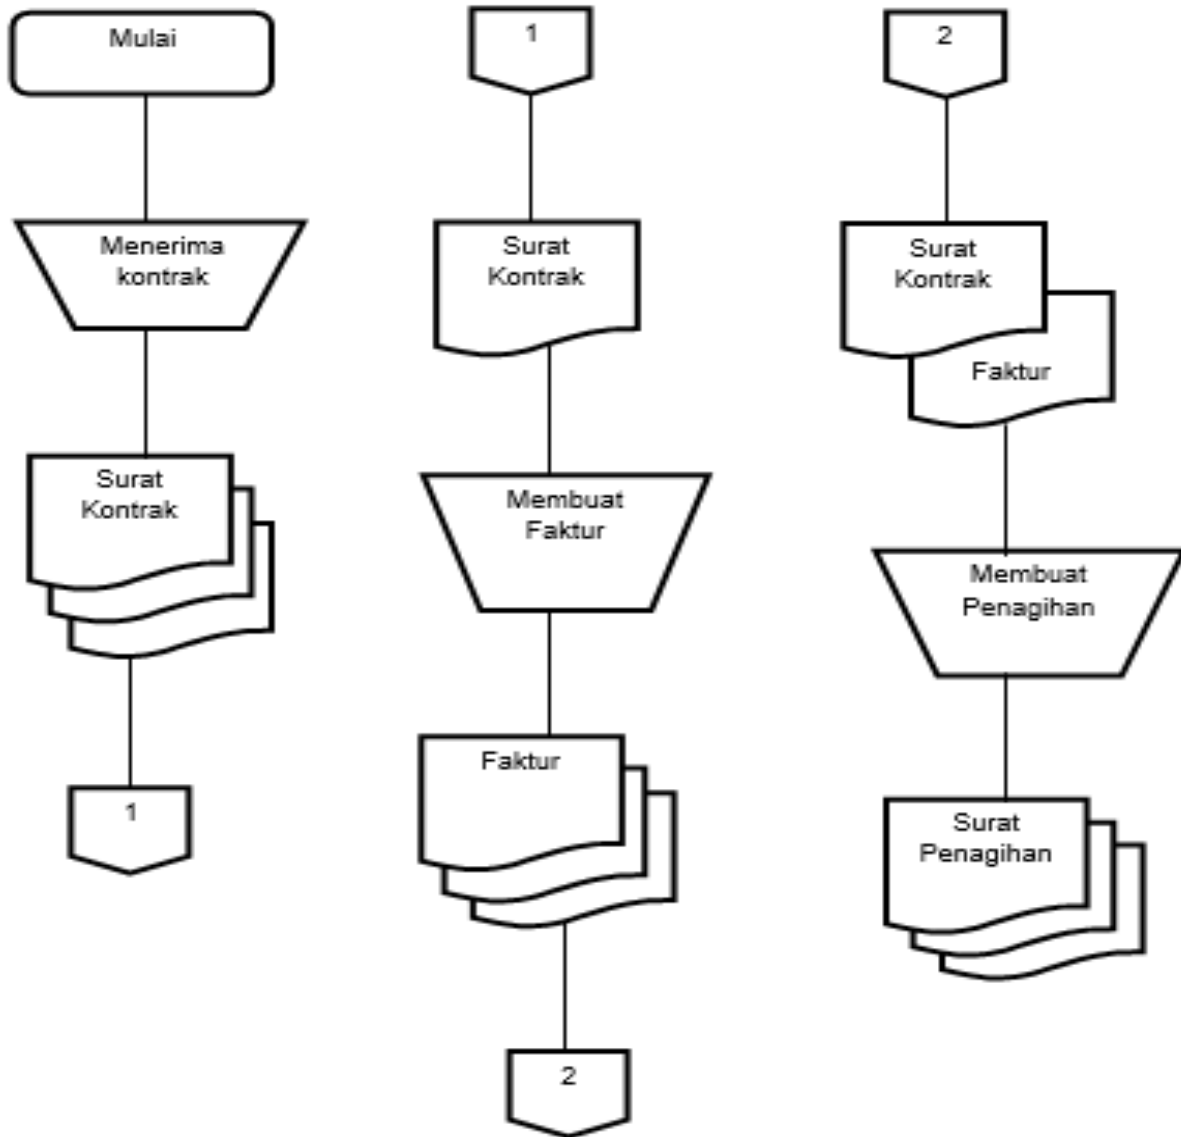 Mulai
Menerima
kontrak
Surat
Kontrak
1
1
Surat
Kontrak
Membuat
Faktur
Faktur
2
2
Surat
Kontrak
Faktur
Membuat
Penagihan
Surat
Penagihan